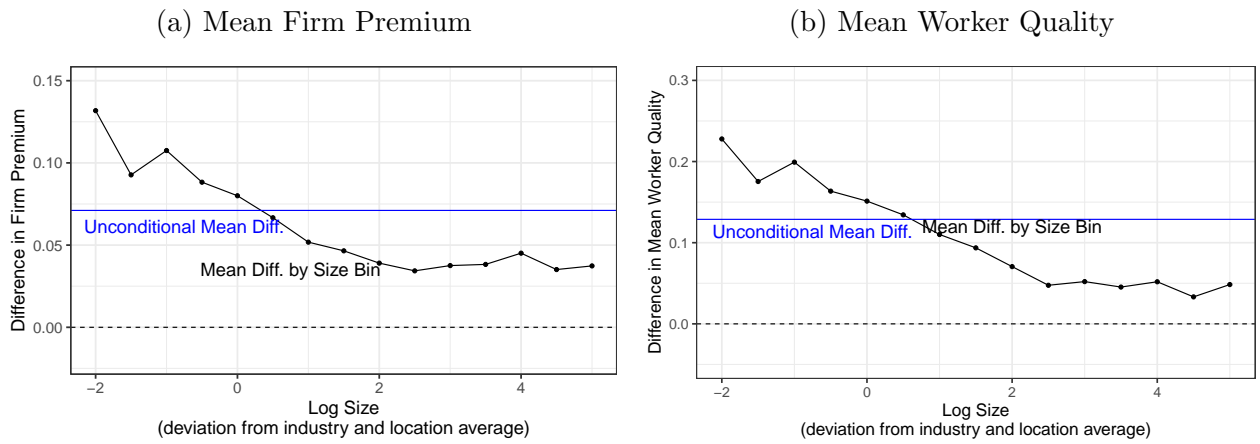 (a) Mean Firm Premium
Difference in Firm Premium
0.15
0.10
0.05
0.00
Unconditional Mean Diff.
Mean Diff. by Size Bin
−2
0
2
4
Log Size
(deviation from industry and location average)
(b) Mean Worker Quality
Difference in Mean Worker Quality
0.3
0.2
0.1
0.0
Mean Diff. by Size Bin
Unconditional Mean Diff.
−2
0
2
4
Log Size
(deviation from industry and location average)